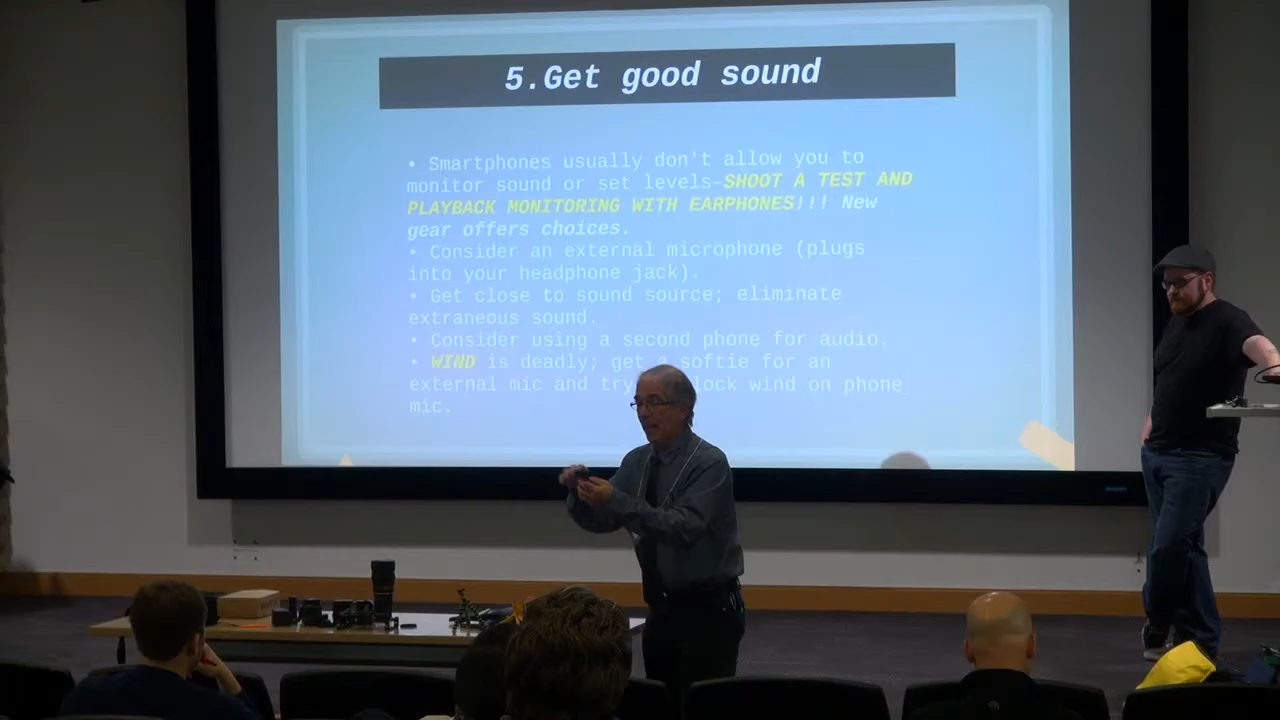 5.Get good sound
• Smartphones usually don't allow you to
monitor sound or set levels–SHOOT A TEST AND
PLAYBACK MONITORING WITH EARPHONES!!! New
gear offers choices.
• Consider an external microphone (plugs
into your headphone jack).
• Get close to sound source; eliminate
extraneous sound.
• Consider using a second phone for audio.
• WIND is deadly; get a softie for an
external mic and try lock wind on phone
mic.